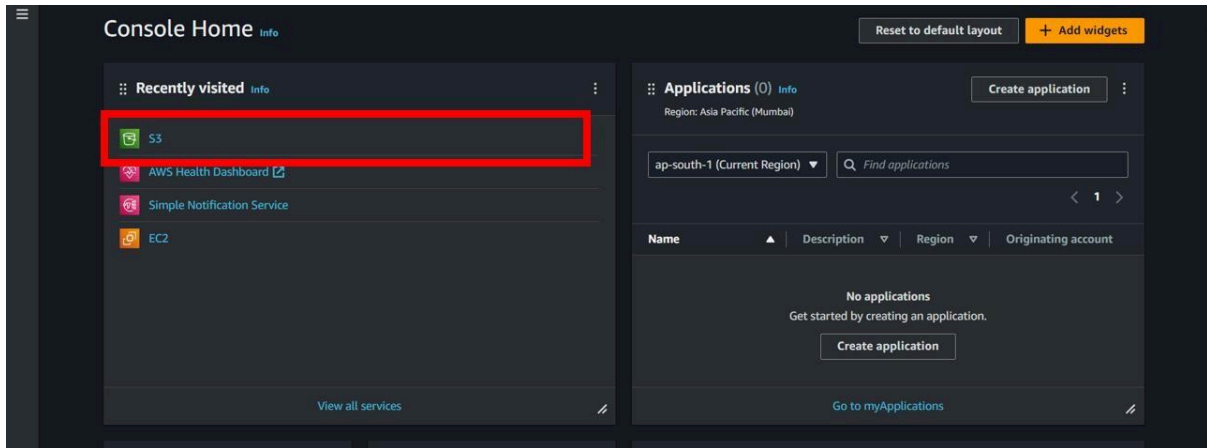 Console Home Info
Reset to default layout
+ Add widgets
Recently visited Info
S3
AWS Health Dashboard
Simple Notification Service
EC2
View all services
Applications (0) Info
Region: Asia Pacific (Mumbai)
Create application
ap-south-1 (Current Region)
Find applications
1
Name Description Region Originating account
No applications
Get started by creating an application.
Create application
Go to myApplications